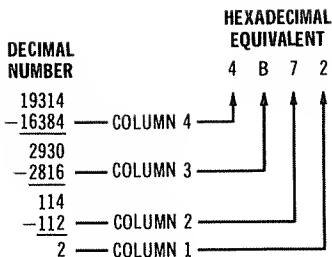 HEXADECIMAL
EQUIVALENT
DECIMAL
NUMBER
4 B 7 2
19314
−16384 COLUMN 4
2930
−2816 COLUMN 3
114
−112 COLUMN 2
2 COLUMN 1